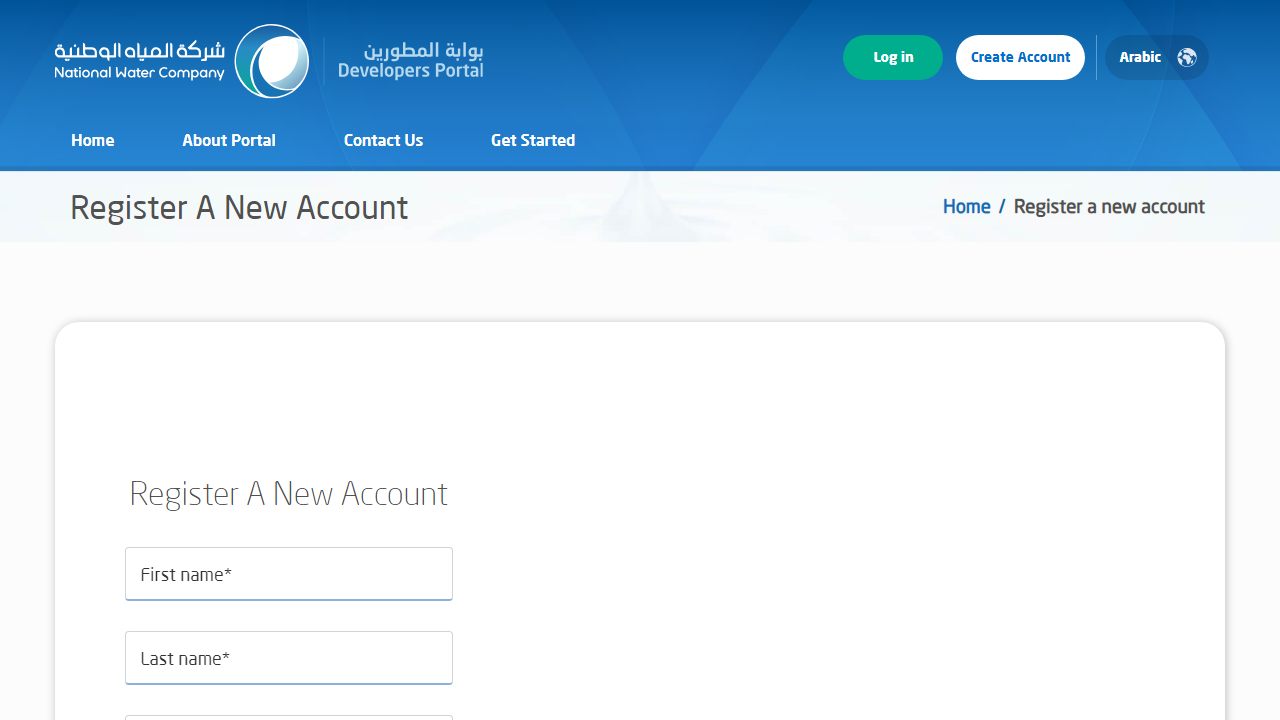 شركة المياه الوطنية
National Water Company
بوابة المطورين
Developers Portal
Log in
Create Account
Arabic
Home
About Portal
Contact Us
Get Started
Register A New Account
Home / Register a new account
Register A New Account
First name*
Last name*